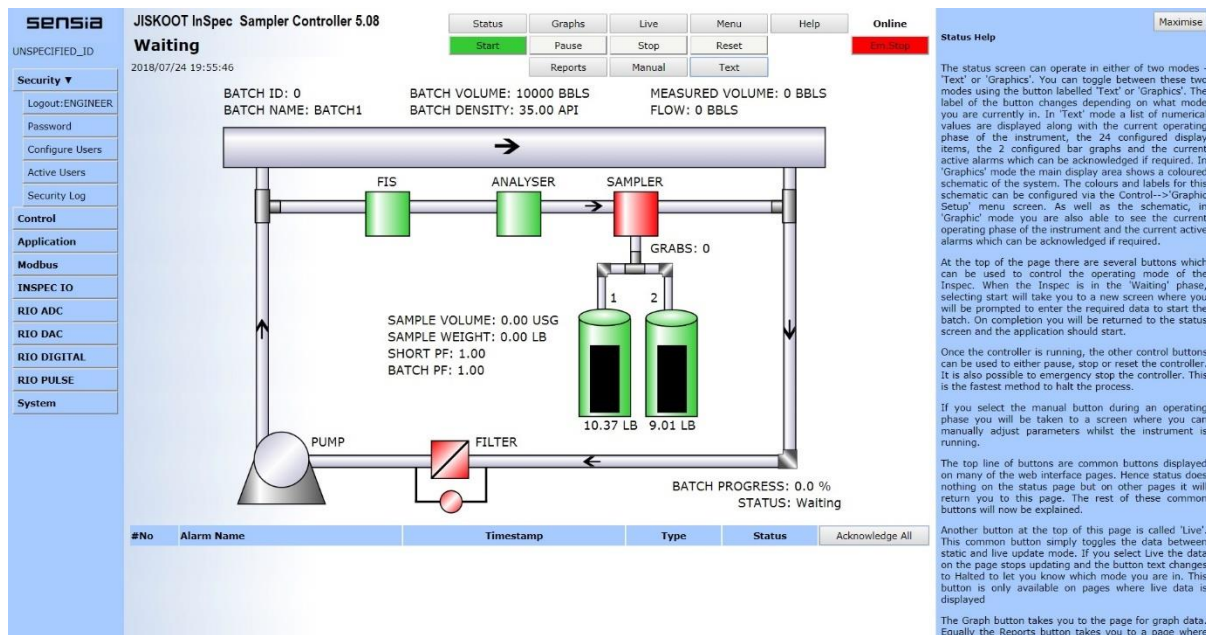 sensia
UNSPECIFIED_ID
Security ▼
Logout:ENGINEER
Password
Configure Users
Active Users
Security Log
Control
Application
Modbus
INSPEC IO
RIO ADC
RIO DAC
RIO DIGITAL
RIO PULSE
System
JISKOOT InSpec Sampler Controller 5.08
Waiting
2018/07/24 19:55:46
Status Graphs Live Menu Help Online
Start Pause Stop Reset Em.Stop
Reports Manual Text
BATCH ID: 0 BATCH VOLUME: 10000 BBLS MEASURED VOLUME: 0 BBLS
BATCH NAME: BATCH1 BATCH DENSITY: 35.00 API FLOW: 0 BBLS
FIS ANALYSER SAMPLER
GRABS: 0
1 2
SAMPLE VOLUME: 0.00 USG
SAMPLE WEIGHT: 0.00 LB
SHORT PF: 1.00
BATCH PF: 1.00
10.37 LB 9.01 LB
PUMP FILTER
BATCH PROGRESS: 0.0 %
STATUS: Waiting
#No Alarm Name Timestamp Type Status Acknowledge All
Maximise
Status Help
The status screen can operate in either of two modes -
'Text' or 'Graphics'. You can toggle between these two
modes using the button labelled 'Text' or 'Graphics'. The
label of the button changes depending on what mode
you are currently in. In 'Text' mode a list of numerical
values are displayed along with the current operating
phase of the instrument, the 24 configured display
items, the 2 configured bar graphs and the current
active alarms which can be acknowledged if required. In
'Graphics' mode the main display area shows a coloured
schematic of the system. The colours and labels for this
schematic can be configured via the Control-->'Graphic
Setup' menu screen. As well as the schematic, in
'Graphic' mode you are also able to see the current
operating phase of the instrument and the current active
alarms which can be acknowledged if required.
At the top of the page there are several buttons which
can be used to control the operating mode of the
Inspec. When the Inspec is in the 'Waiting' phase,
selecting start will take you to a new screen where you
will be prompted to enter the required data to start the
batch. On completion you will be returned to the status
screen and the application should start.
Once the controller is running, the other control buttons
can be used to either pause, stop or reset the controller.
It is also possible to emergency stop the controller. This
is the fastest method to halt the process.
If you select the manual button during an operating
phase you will be taken to a screen where you can
manually adjust parameters whilst the instrument is
running.
The top line of buttons are common buttons displayed
on many of the web interface pages. Hence status does
nothing on the status page but on other pages it will
return you to this page. The rest of these common
buttons will now be explained.
Another button at the top of this page is called 'Live'.
This common button simply toggles the data between
static and live update mode. If you select Live the data
on the page stops updating and the button text changes
to Halted to let you know which mode you are in. This
button is only available on pages where live data is
displayed
The Graph button takes you to the page for graph data.
Equally the Reports button takes you to a page where